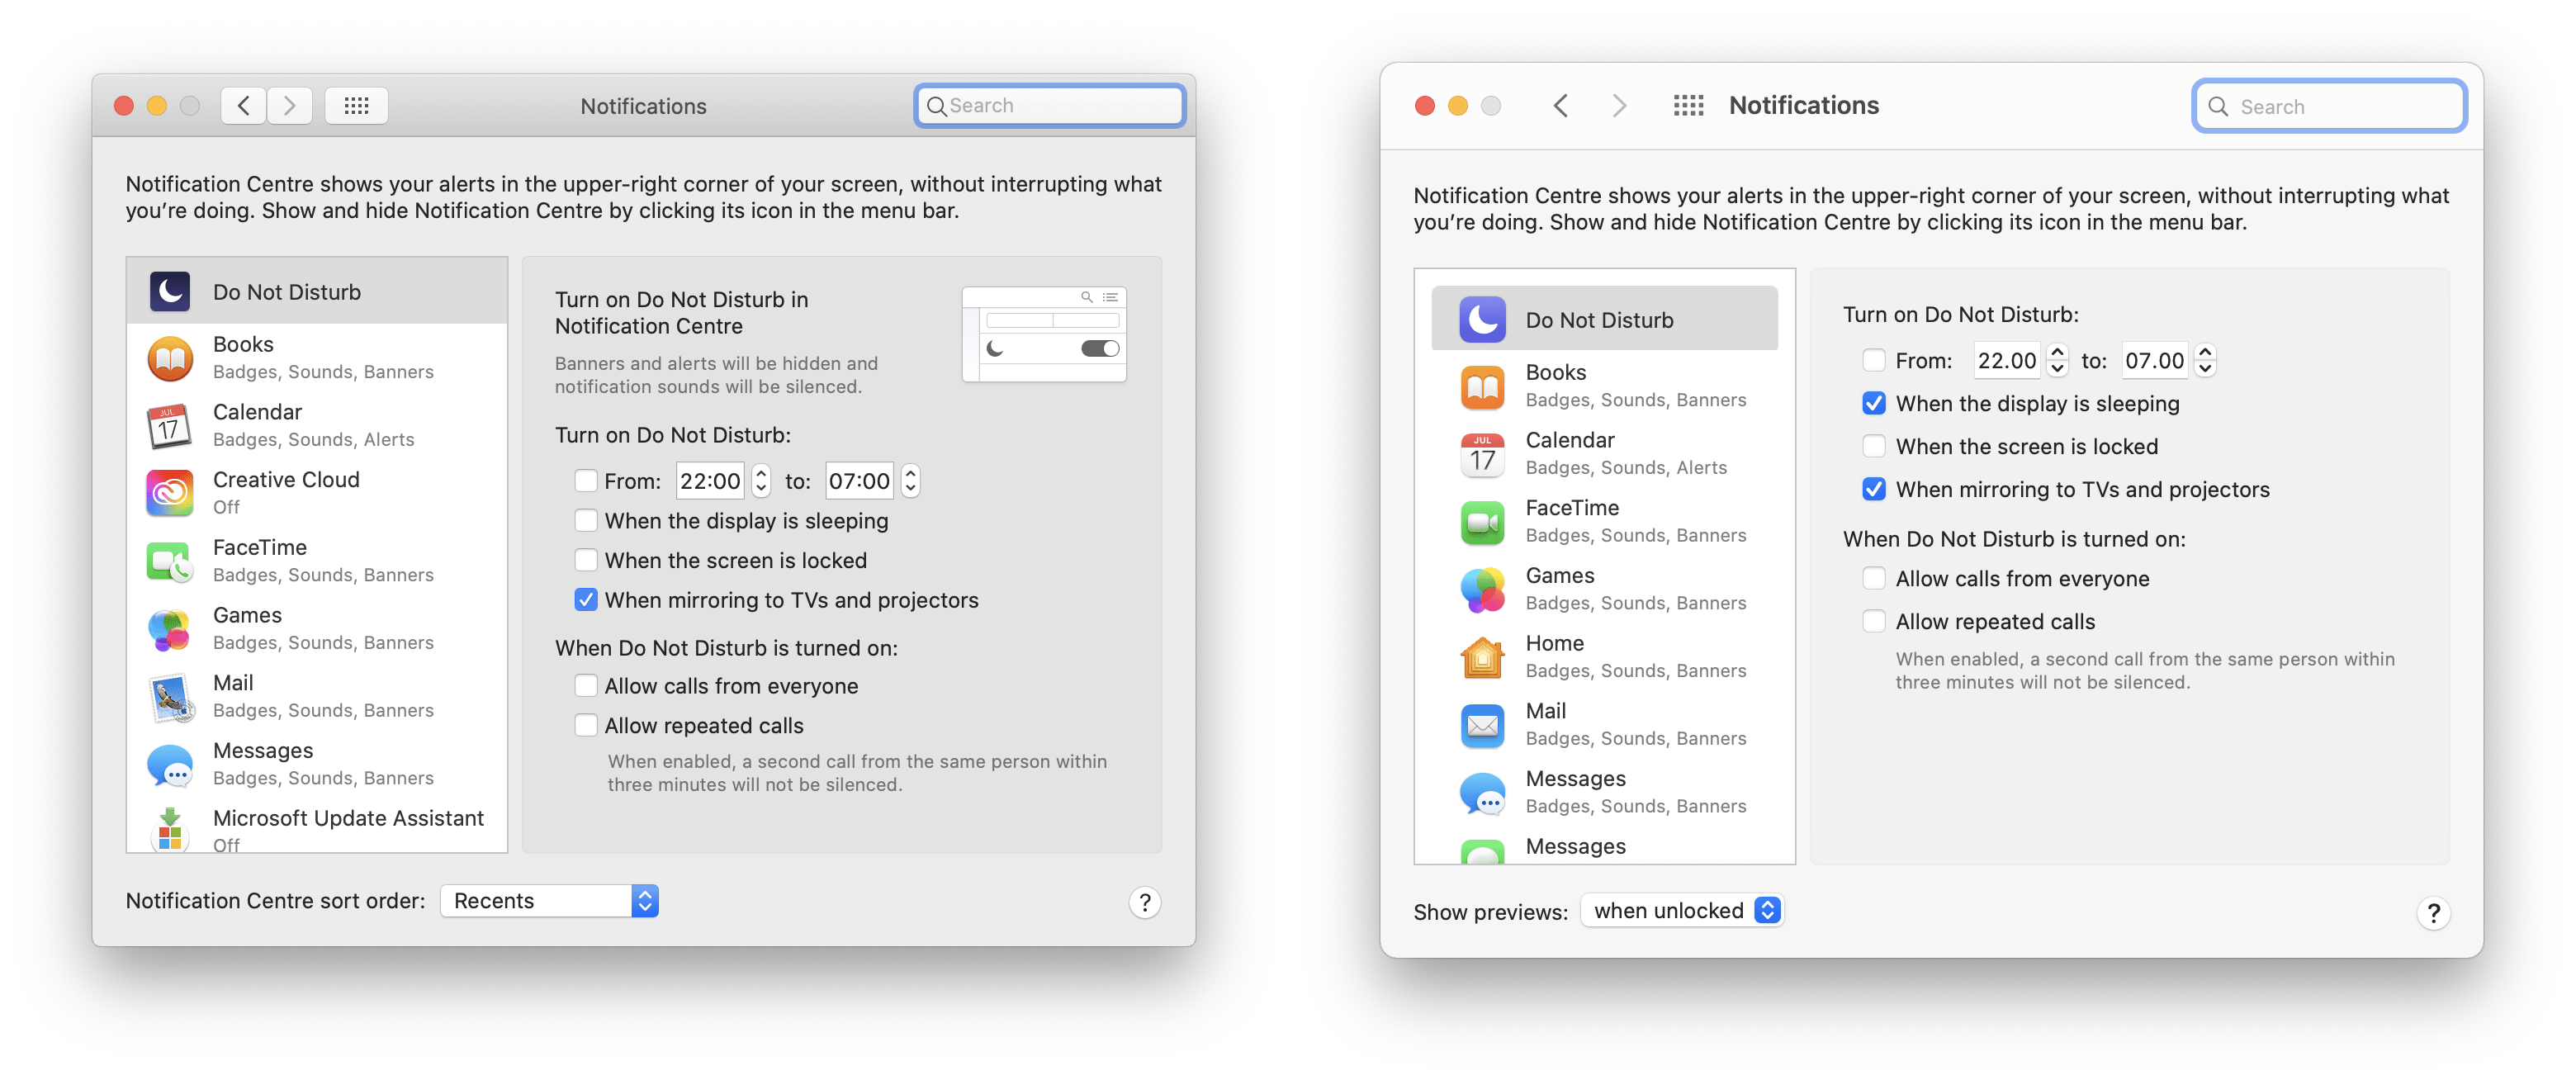 Notifications
Search
Notification Centre shows your alerts in the upper-right corner of your screen, without interrupting what
you’re doing. Show and hide Notification Centre by clicking its icon in the menu bar.
Do Not Disturb
Books
Badges, Sounds, Banners
JUL
17
Calendar
Badges, Sounds, Alerts
Creative Cloud
Off
FaceTime
Badges, Sounds, Banners
Games
Badges, Sounds, Banners
Mail
Badges, Sounds, Banners
Messages
Badges, Sounds, Banners
Microsoft Update Assistant
Off
Turn on Do Not Disturb in
Notification Centre
Banners and alerts will be hidden and
notification sounds will be silenced.
Turn on Do Not Disturb:
From: 22:00 to: 07:00
When the display is sleeping
When the screen is locked
When mirroring to TVs and projectors
When Do Not Disturb is turned on:
Allow calls from everyone
Allow repeated calls
When enabled, a second call from the same person within
three minutes will not be silenced.
Notification Centre sort order: Recents
?
Notifications
Search
Notification Centre shows your alerts in the upper-right corner of your screen, without interrupting what
you’re doing. Show and hide Notification Centre by clicking its icon in the menu bar.
Do Not Disturb
Books
Badges, Sounds, Banners
JUL
17
Calendar
Badges, Sounds, Alerts
FaceTime
Badges, Sounds, Banners
Games
Badges, Sounds, Banners
Home
Badges, Sounds, Banners
Mail
Badges, Sounds, Banners
Messages
Badges, Sounds, Banners
Messages
Turn on Do Not Disturb:
From: 22.00 to: 07.00
When the display is sleeping
When the screen is locked
When mirroring to TVs and projectors
When Do Not Disturb is turned on:
Allow calls from everyone
Allow repeated calls
When enabled, a second call from the same person within
three minutes will not be silenced.
Show previews: when unlocked
?